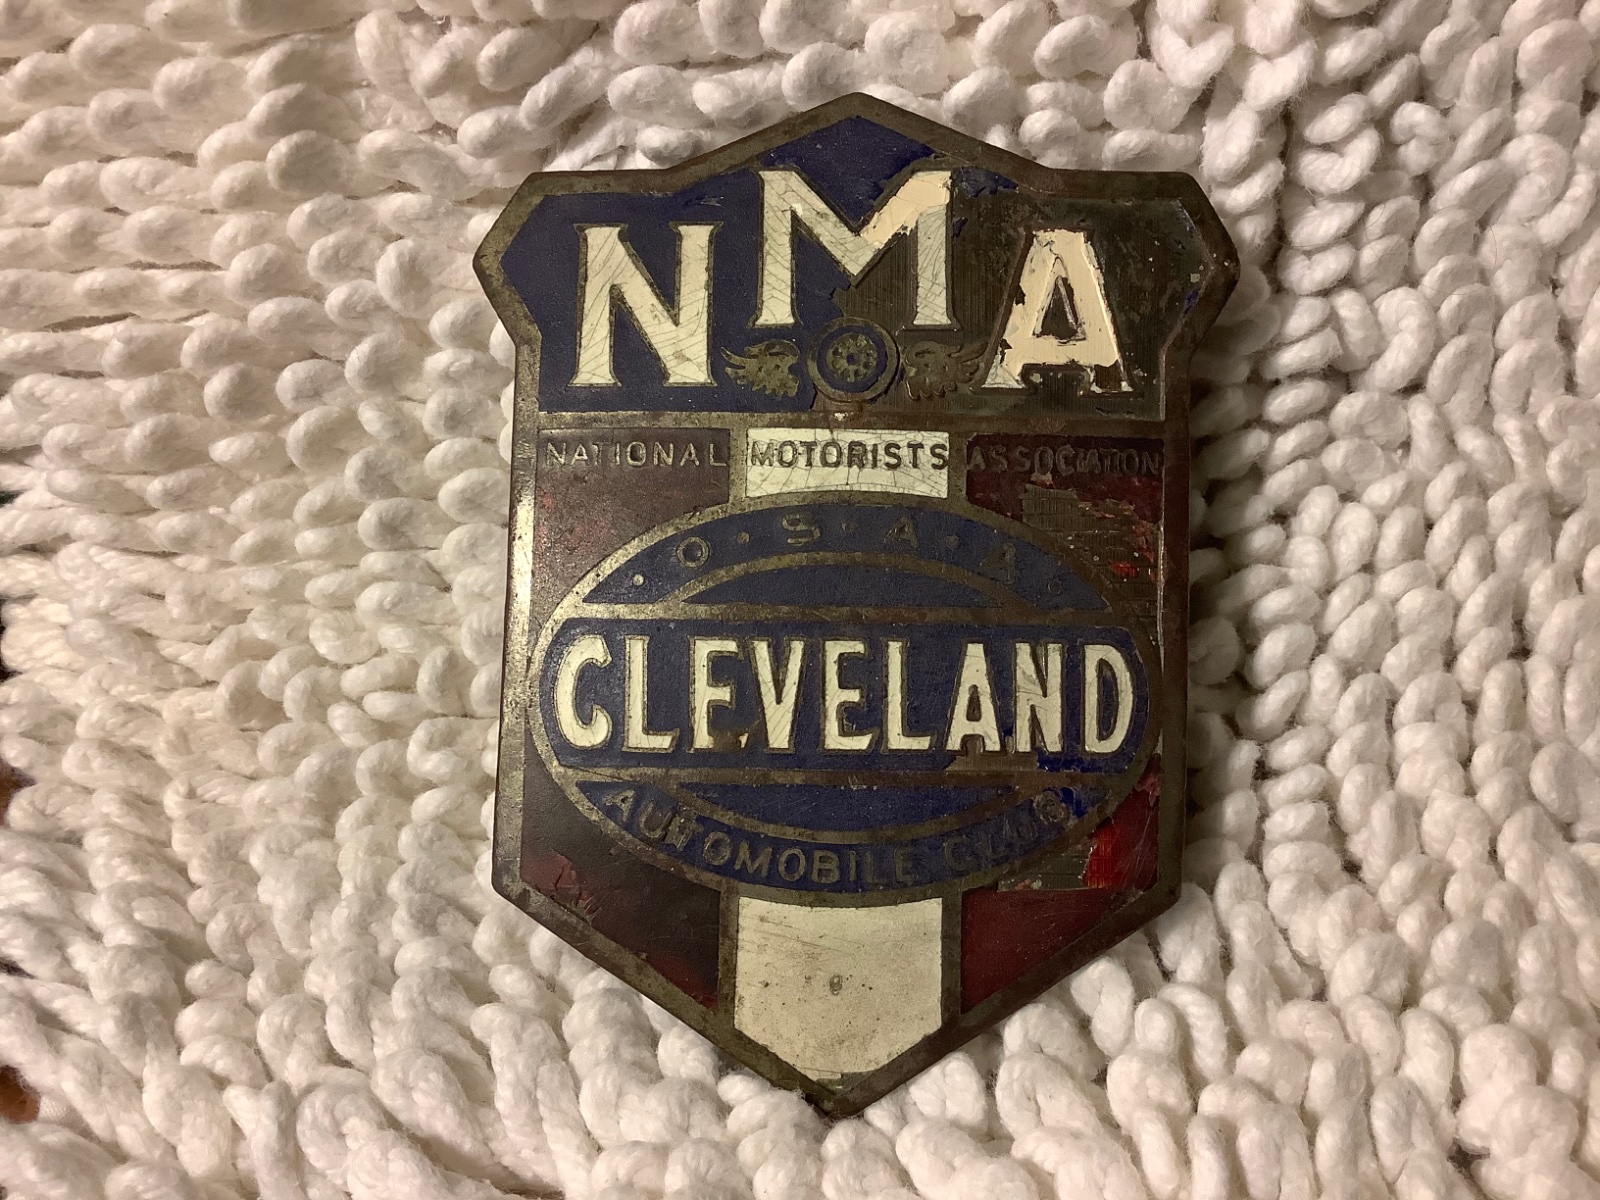 NMA
NATIONAL MOTORISTS ASSOCIATION
· O · S · A · A ·
CLEVELAND
AUTOMOBILE CLUB